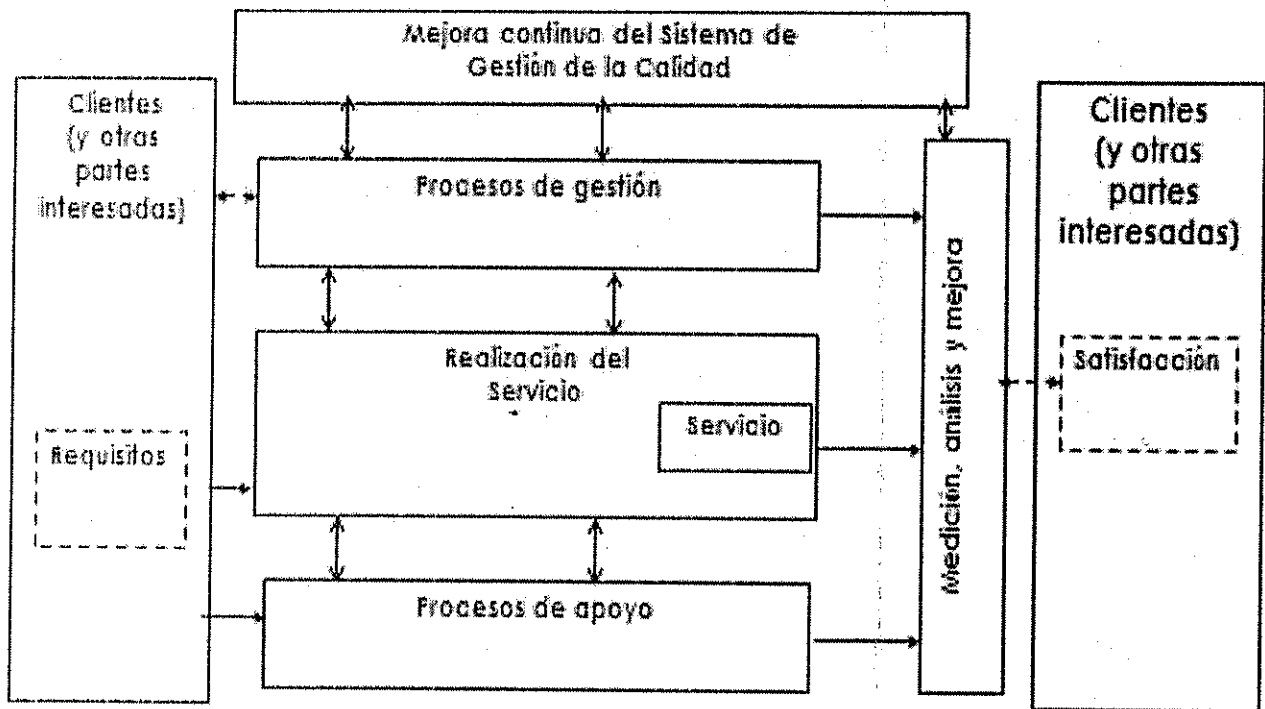 Mejora continua del Sistema de
Gestión de la Calidad
Clientes
(y otras
partes
interesadas)
Requisitos
Procesos de gestión
Realización del
Servicio
Servicio
Procesos de apoyo
Medición, análisis y mejora
Clientes
(y otras
partes
interesadas)
Satisfacción